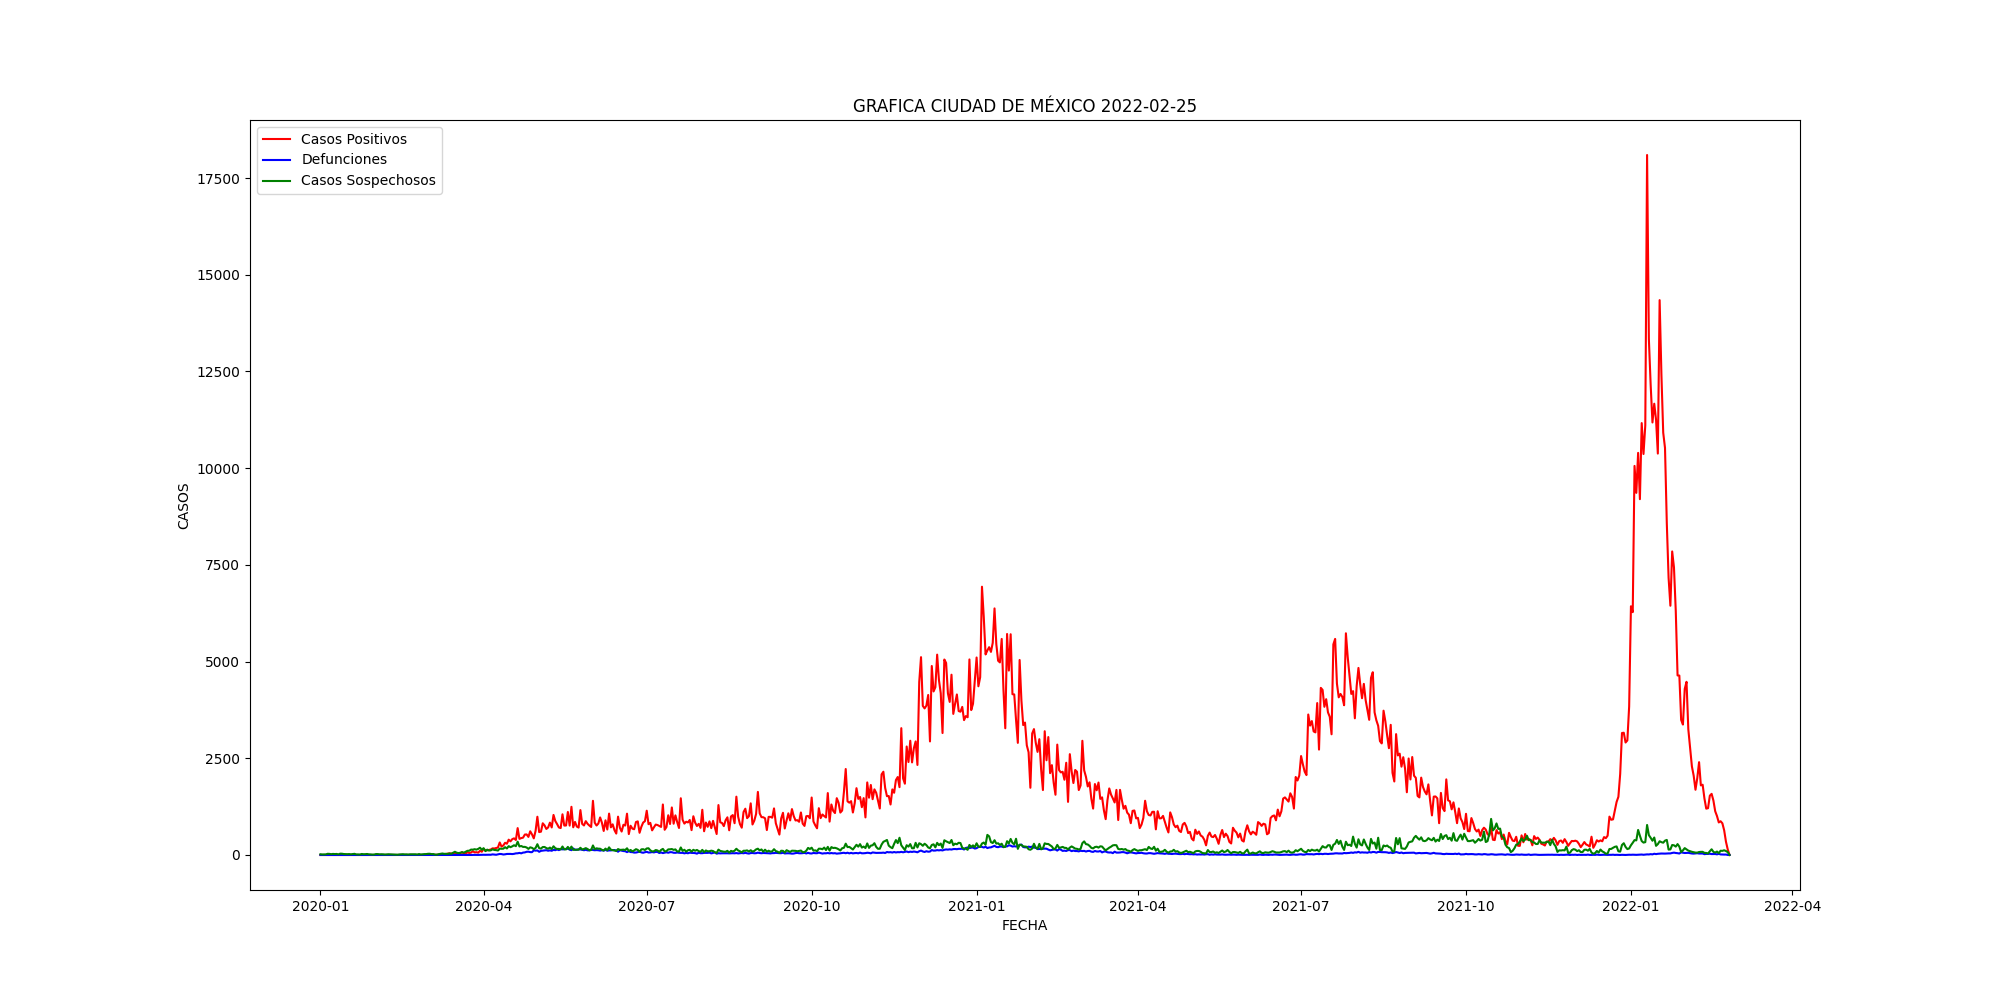 GRAFICA CIUDAD DE MÉXICO 2022-02-25
Casos Positivos
Defunciones
Casos Sospechosos
17500
15000
12500
10000
7500
5000
2500
0
CASOS
2020-01 2020-04 2020-07 2020-10 2021-01 2021-04 2021-07 2021-10 2022-01 2022-04
FECHA